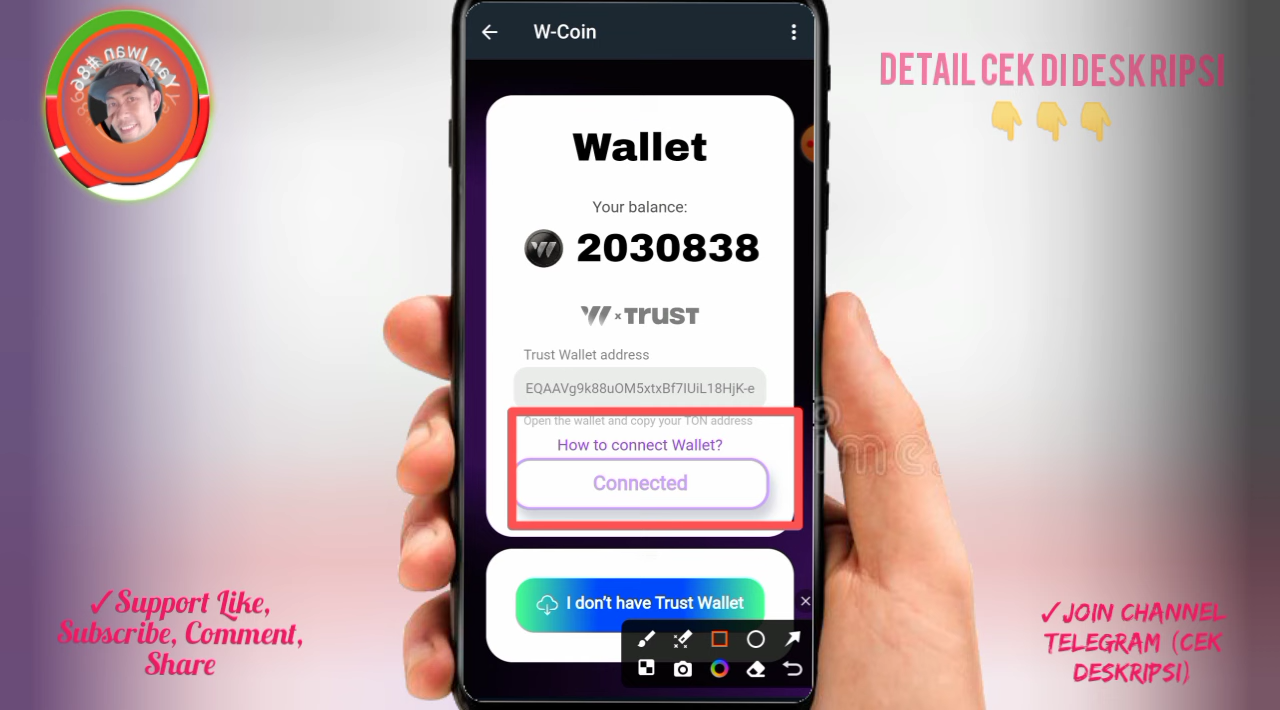 W-Coin
DETAIL CEK DI DESKRIPSI
Wallet
Your balance:
2030838
W × TRUST
Trust Wallet address
EQAAVg9k88uOM5xtxBf7IUiL18HjK-e
Open the wallet and copy your TON address
How to connect Wallet?
Connected
I don't have Trust Wallet
✓Support Like,
Subscribe, Comment,
Share
✓JOIN CHANNEL
TELEGRAM (CEK
DESKRIPSI)